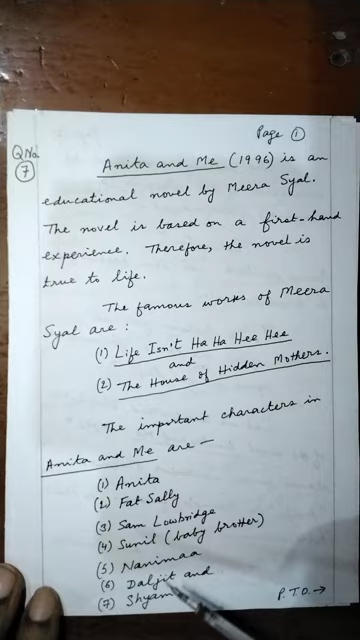 Page ①
Q No.
⑦
Anita and Me (1996) is an
educational novel by Meera Syal.
The novel is based on a first-hand
experience. Therefore, the novel is
true to life.
The famous works of Meera
Syal are :
(1) Life Isn't Ha Ha Hee Hee
and
(2) The House of Hidden Mothers.
The important characters in
Anita and Me are —
(1) Anita
(2) Fat Sally
(3) Sam Lowbridge
(4) Sunil (baby brother)
(5) Nanimaa
(6) Daljit and
(7) Shyam
P.T.O. →